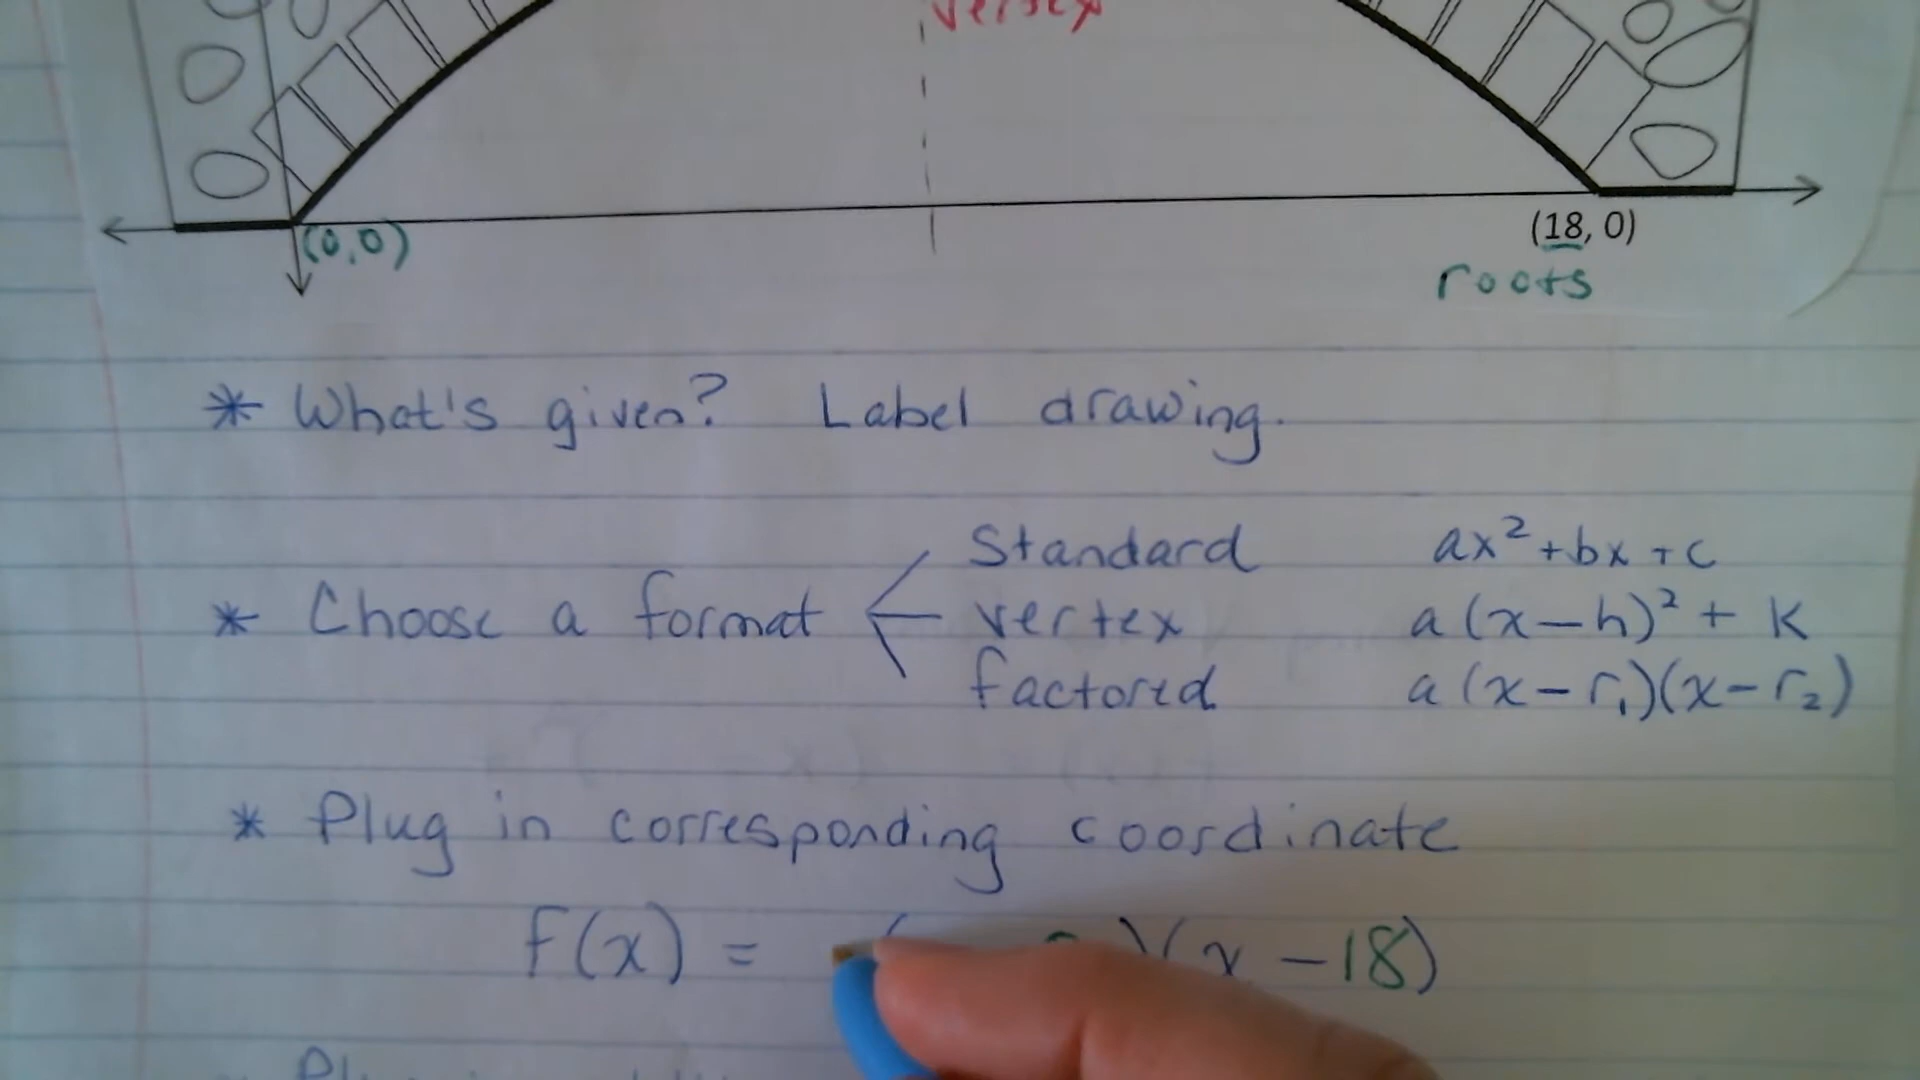 vertex
(0,0)
(18, 0)
roots
* What's given? Label drawing.
Standard ax²+bx+c
* Choose a format vertex a(x-h)² + k
factored a(x-r₁)(x-r₂)
* Plug in corresponding coordinate
f(x) = ( )(x-18)